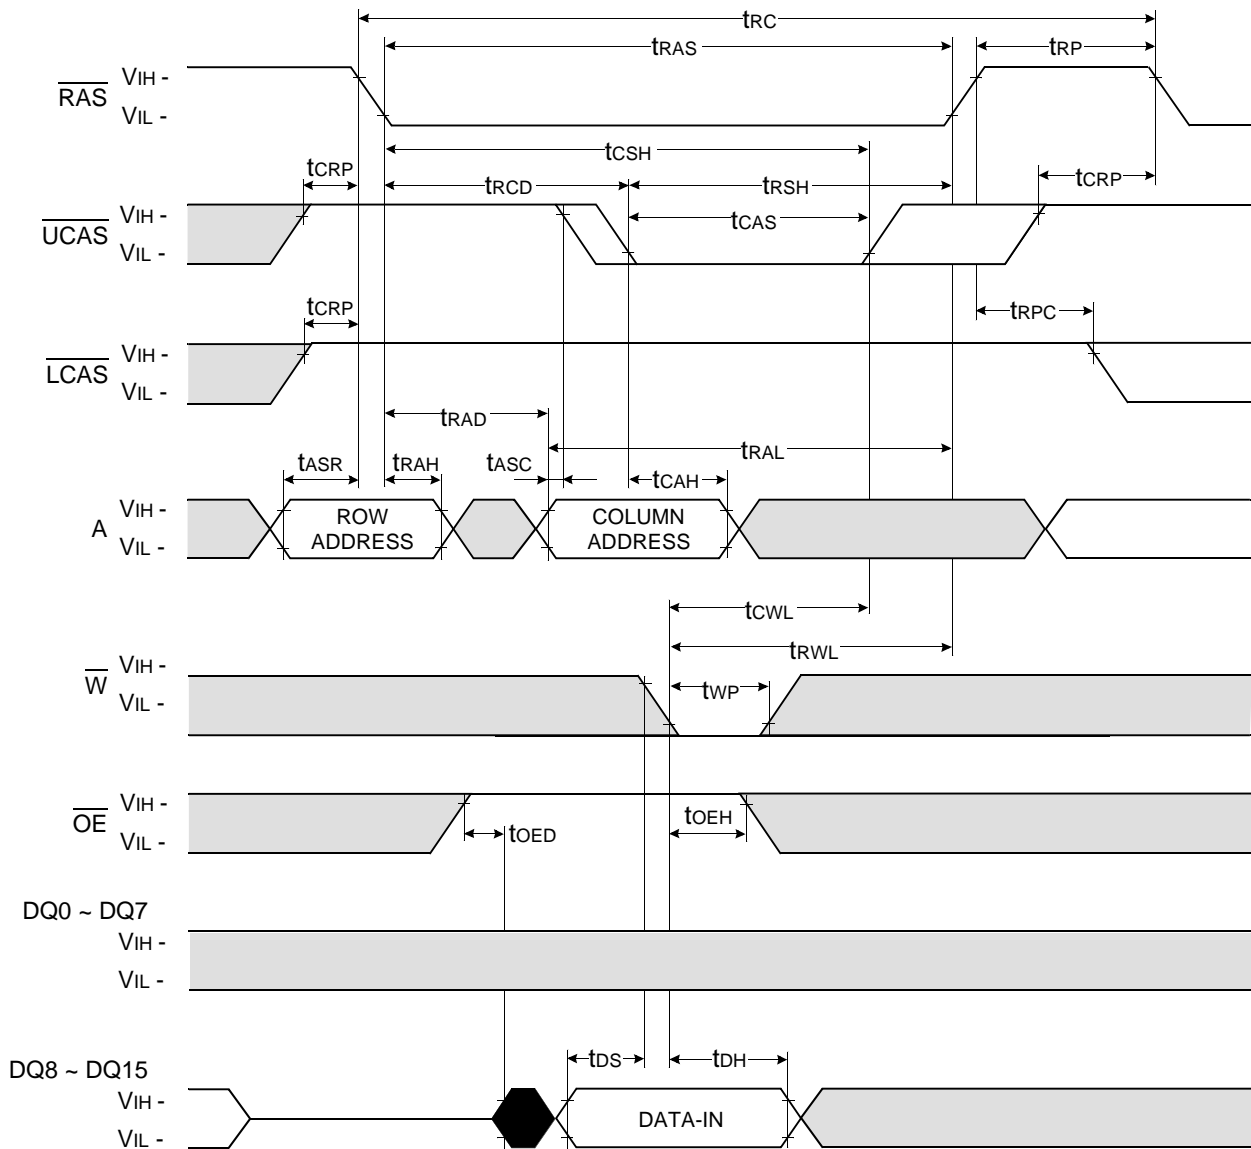 tRC
tRAS
tRP
RAS
VIH -
VIL -
tCSH
tCRP
tRCD
tRSH
tCRP
UCAS
VIH -
VIL -
tCAS
tCRP
tRPC
LCAS
VIH -
VIL -
tRAD
tRAL
tASR
tRAH
tASC
tCAH
A
VIH -
VIL -
ROW
ADDRESS
COLUMN
ADDRESS
tCWL
tRWL
W
VIH -
VIL -
tWP
OE
VIH -
VIL -
tOED
tOEH
DQ0 ~ DQ7
VIH -
VIL -
tDS
tDH
DQ8 ~ DQ15
VIH -
VIL -
DATA-IN